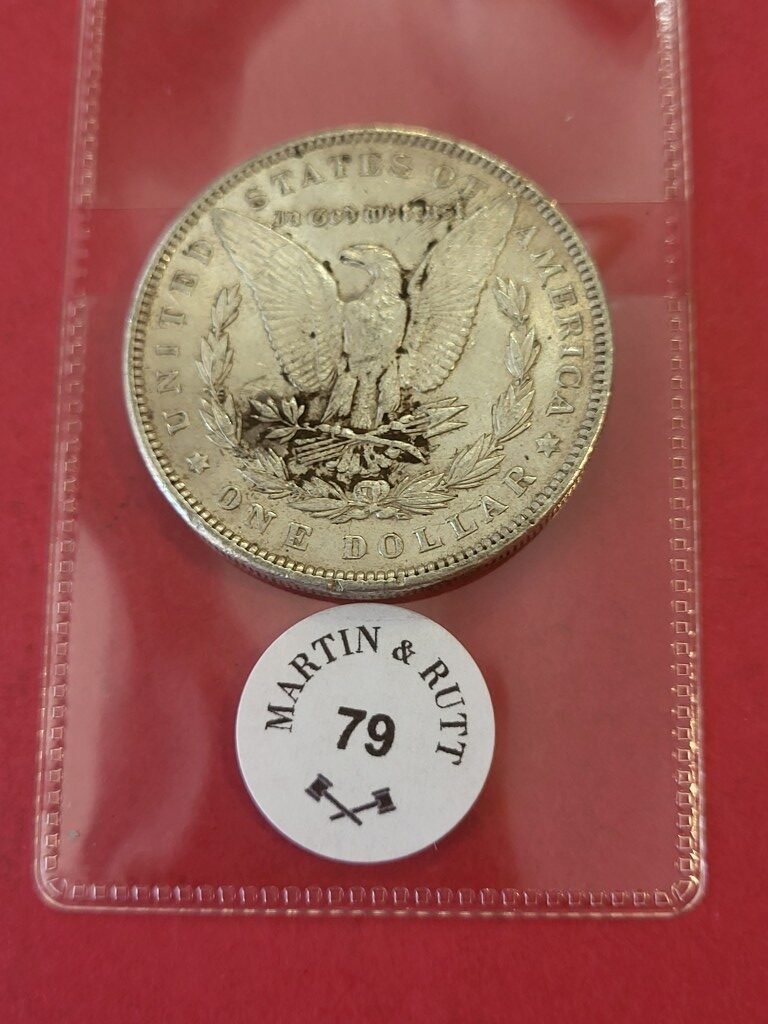 UNITED STATES OF AMERICA
In God We Trust
ONE DOLLAR
MARTIN & RUTT
79